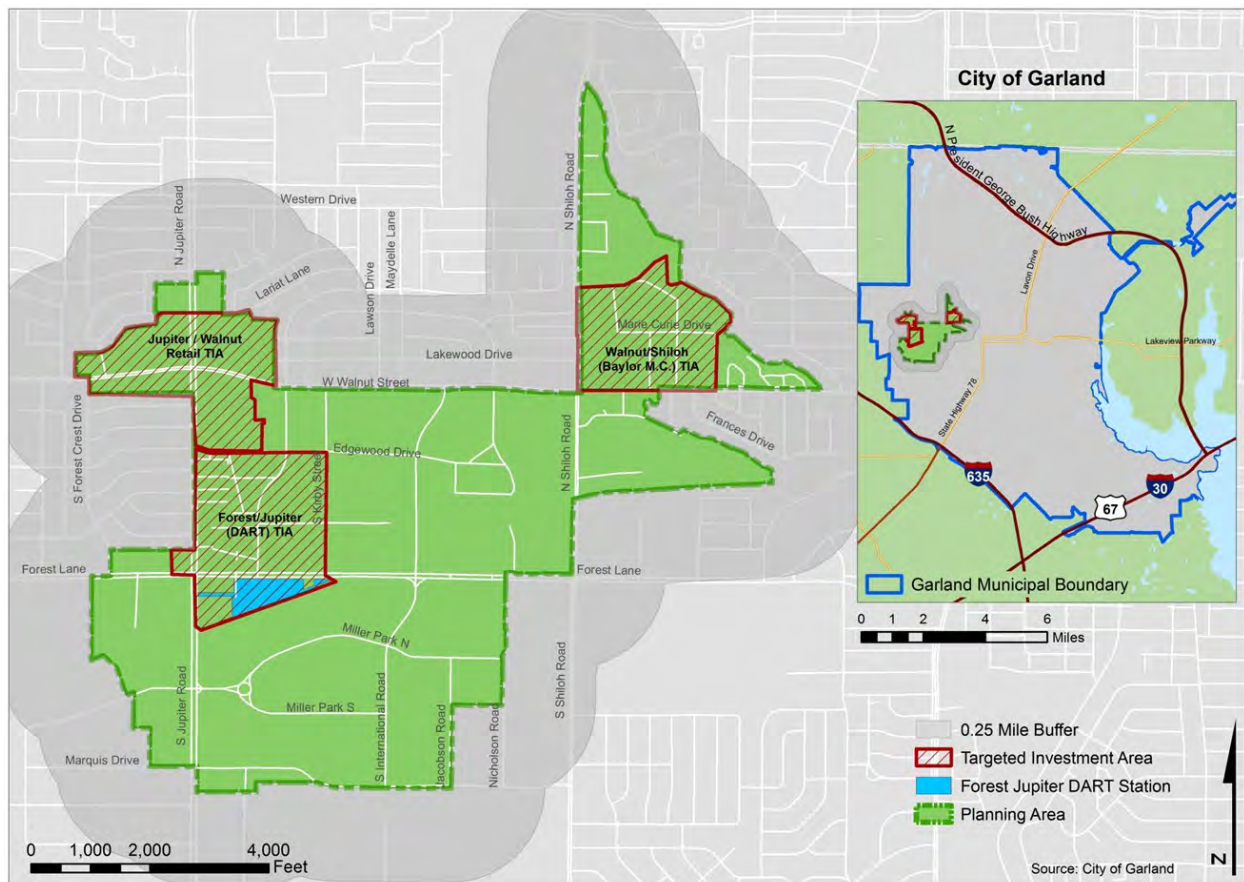 City of Garland
N President George Bush Highway
Lavon Drive
Lakeview Parkway
State Highway 78
635
30
67
Garland Municipal Boundary
0 1 2 4 6
Miles
N Jupiter Road
Western Drive
Lariat Lane
Lawson Drive
Maydelle Lane
N Shiloh Road
Jupiter / Walnut
Retail TIA
Lakewood Drive
Marie Curie Drive
Walnut/Shiloh
(Baylor M.C.) TIA
W Walnut Street
S Forest Crest Drive
Edgewood Drive
N Shiloh Road
Frances Drive
S Kirby Street
Forest/Jupiter
(DART) TIA
Forest Lane
Forest Lane
Miller Park N
S Jupiter Road
Miller Park S
S International Road
Jacobson Road
Nicholson Road
S Shiloh Road
Marquis Drive
0.25 Mile Buffer
Targeted Investment Area
Forest Jupiter DART Station
Planning Area
0 1,000 2,000 4,000
Feet
Source: City of Garland
N